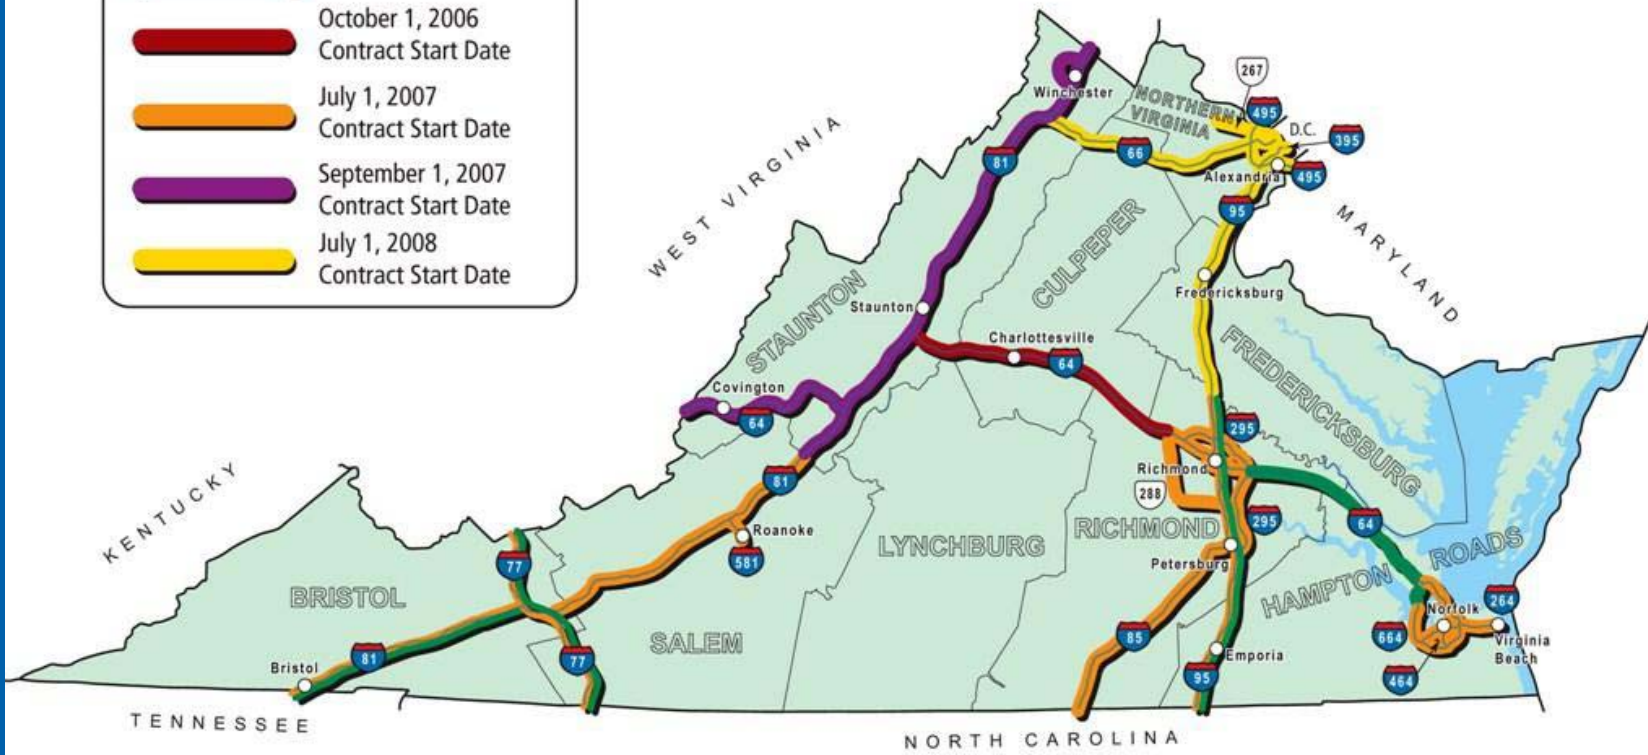 October 1, 2006
Contract Start Date
July 1, 2007
Contract Start Date
September 1, 2007
Contract Start Date
July 1, 2008
Contract Start Date
267
495
D.C.
395
Winchester
NORTHERN
VIRGINIA
81
66
Alexandria
495
95
WEST VIRGINIA
MARYLAND
CULPEPER
Fredericksburg
STAUNTON
Staunton
Charlottesville
64
FREDERICKSBURG
Covington
64
295
KENTUCKY
Richmond
81
288
295
64
Roanoke
581
LYNCHBURG
RICHMOND
77
Petersburg
HAMPTON ROADS
BRISTOL
SALEM
264
Norfolk
664
Virginia
Beach
85
Bristol
81
77
Emporia
95
464
TENNESSEE
NORTH CAROLINA